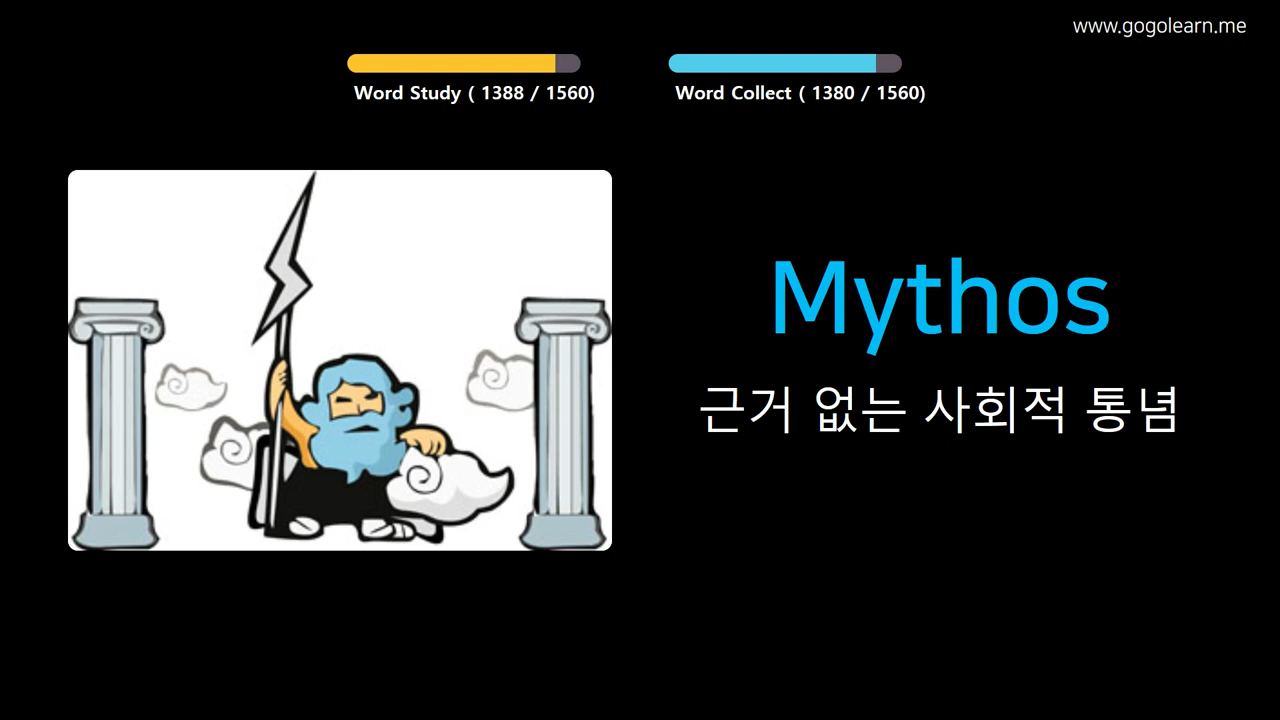 www.gogolearn.me
Word Study ( 1388 / 1560)
Word Collect ( 1380 / 1560)
Mythos
근거 없는 사회적 통념